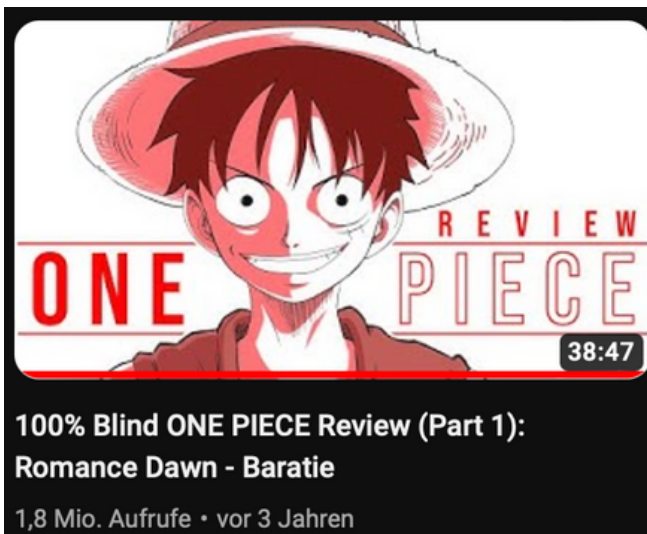 REVIEW
ONE PIECE
38:47
100% Blind ONE PIECE Review (Part 1):
Romance Dawn - Baratie
1,8 Mio. Aufrufe • vor 3 Jahren